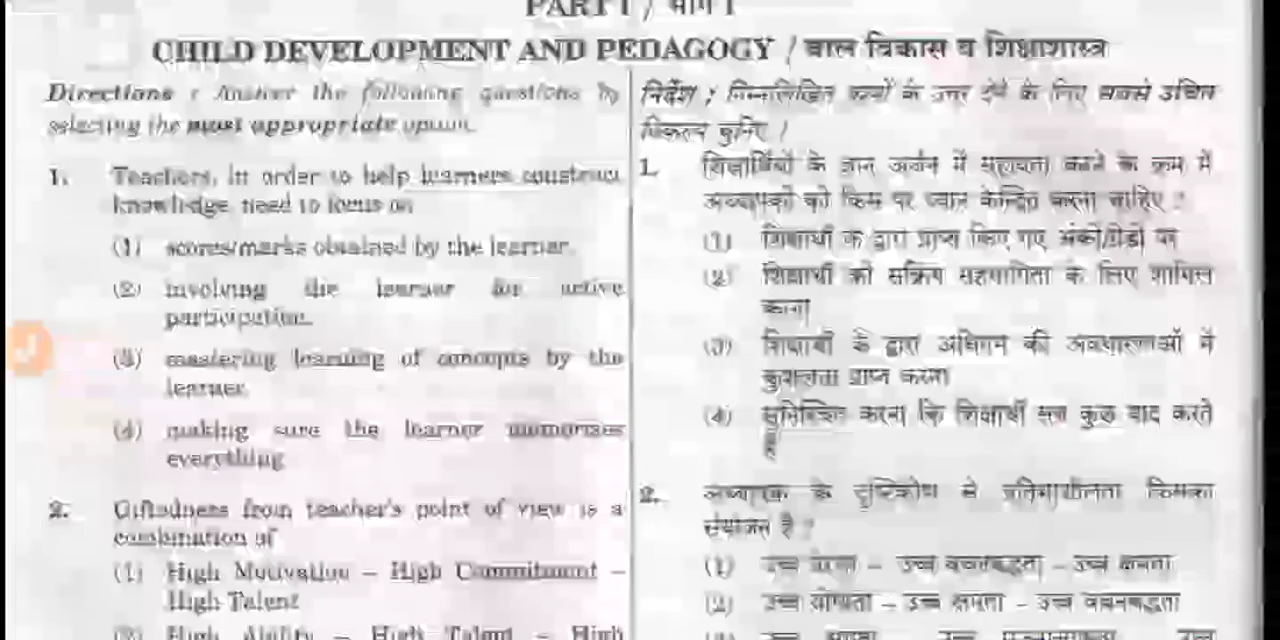 PART I / भाग I
CHILD DEVELOPMENT AND PEDAGOGY / बाल विकास व शिक्षाशास्त्र
Directions : Answer the following questions by
selecting the most appropriate option.
1. Teachers, in order to help learners construct
knowledge, need to focus on
(1) scores/marks obtained by the learner.
(2) involving the learner for active
participation.
(3) mastering learning of concepts by the
learner.
(4) making sure the learner memorises
everything
2. Giftedness from teacher's point of view is a
combination of
(1) High Motivation – High Commitment –
High Talent
(2) High Ability – High Talent – High
निर्देश : निम्नलिखित प्रश्नों के उत्तर देने के लिए सबसे उचित
विकल्प चुनिए ।
1. शिक्षार्थियों के ज्ञान अर्जन में सहायता करने के क्रम में
अध्यापकों को किस पर ध्यान केन्द्रित करना चाहिए ?
(1) शिक्षार्थी के द्वारा प्राप्त किए गए अंकों/ग्रेडों पर
(2) शिक्षार्थी को सक्रिय सहभागिता के लिए शामिल
करना
(3) शिक्षार्थी के द्वारा अधिगम की अवधारणाओं में
कुशलता प्राप्त करना
(4) सुनिश्चित करना कि शिक्षार्थी सब कुछ याद करते
हैं
2. अध्यापक के दृष्टिकोण से प्रतिभाशीलता किसका
संयोजन है ?
(1) उच्च प्रेरणा – उच्च वचनबद्धता – उच्च क्षमता
(2) उच्च योग्यता – उच्च क्षमता – उच्च वचनबद्धता